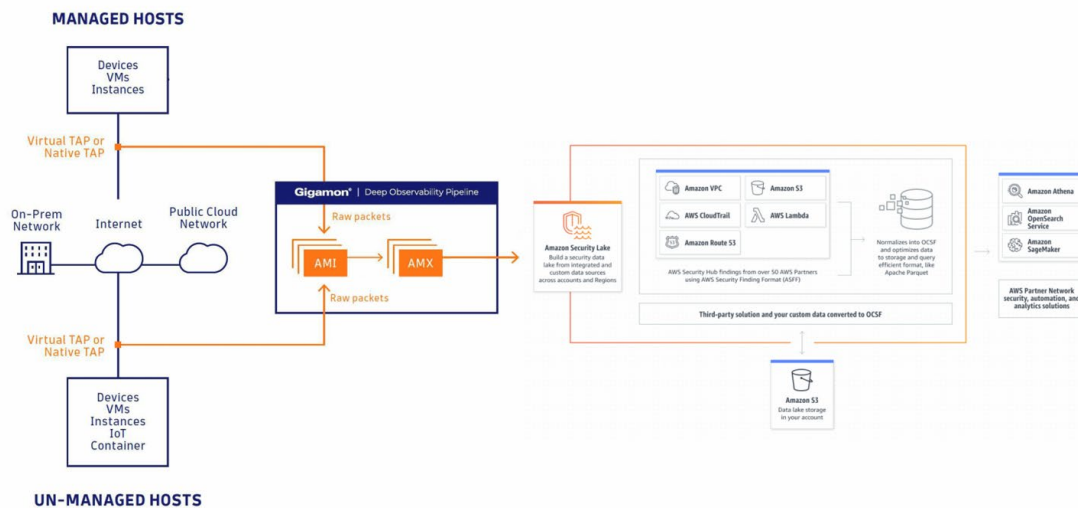 MANAGED HOSTS
Devices
VMs
Instances
Virtual TAP or
Native TAP
On-Prem
Network
Internet
Public Cloud
Network
Virtual TAP or
Native TAP
Devices
VMs
Instances
IoT
Container
UN-MANAGED HOSTS
Gigamon® | Deep Observability Pipeline
Raw packets
AMI
AMX
Raw packets
Amazon Security Lake
Build a security data
lake from integrated and
custom data sources
across accounts and Regions
Amazon VPC
Amazon S3
AWS CloudTrail
AWS Lambda
Amazon Route 53
AWS Security Hub findings from over 50 AWS Partners
using AWS Security Finding Format (ASFF)
Normalizes into OCSF
and optimizes data
to storage and query
efficient format, like
Apache Parquet
Third-party solution and your custom data converted to OCSF
Amazon S3
Data lake storage
in your account
Amazon Athena
Amazon
OpenSearch
Service
Amazon
SageMaker
AWS Partner Network
security, automation, and
analytics solutions